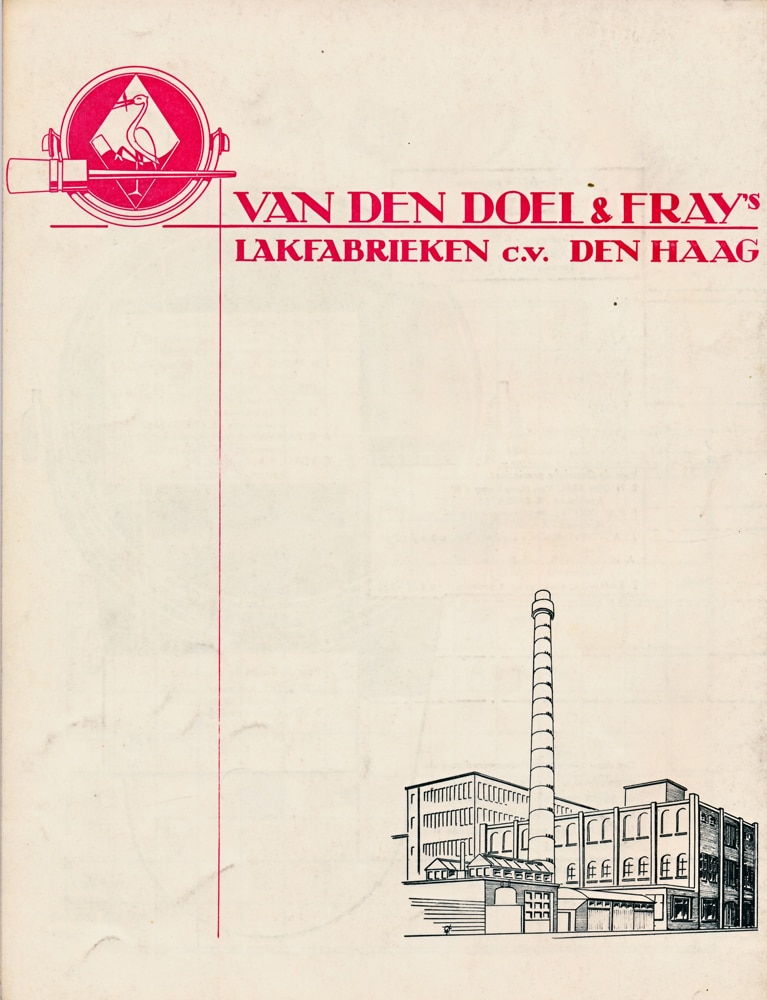 VAN DEN DOEL & FRAY'S
LAKFABRIEKEN C.V. DEN HAAG